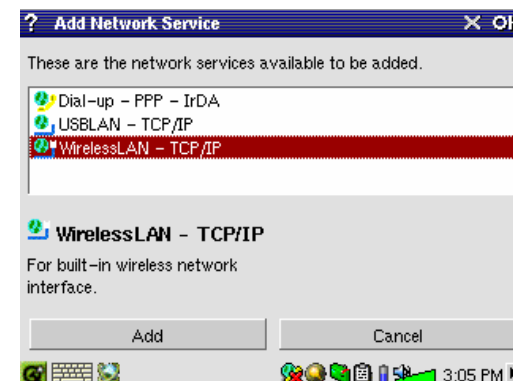 ? Add Network Service
These are the network services available to be added.
Dial-up - PPP - IrDA
USBLAN - TCP/IP
WirelessLAN - TCP/IP
WirelessLAN - TCP/IP
For built-in wireless network
interface.
Add Cancel
3:05 PM